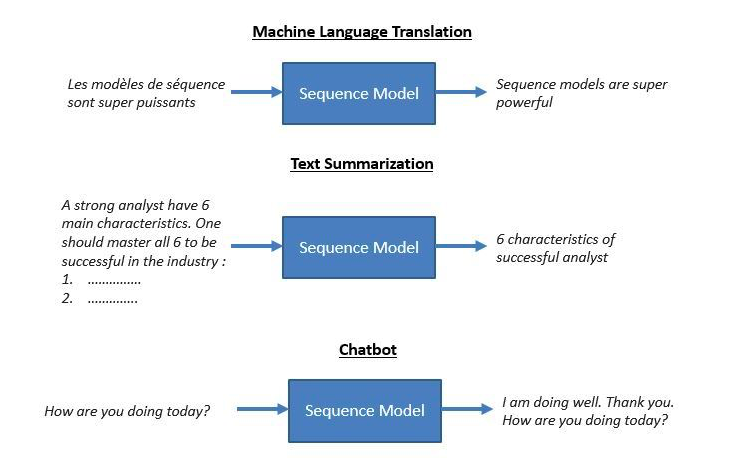 Machine Language Translation
Les modèles de séquence
sont super puissants
Sequence Model
Sequence models are super
powerful
Text Summarization
A strong analyst have 6
main characteristics. One
should master all 6 to be
successful in the industry :
1. ...............
2. ..............
Sequence Model
6 characteristics of
successful analyst
Chatbot
How are you doing today?
Sequence Model
I am doing well. Thank you.
How are you doing today?